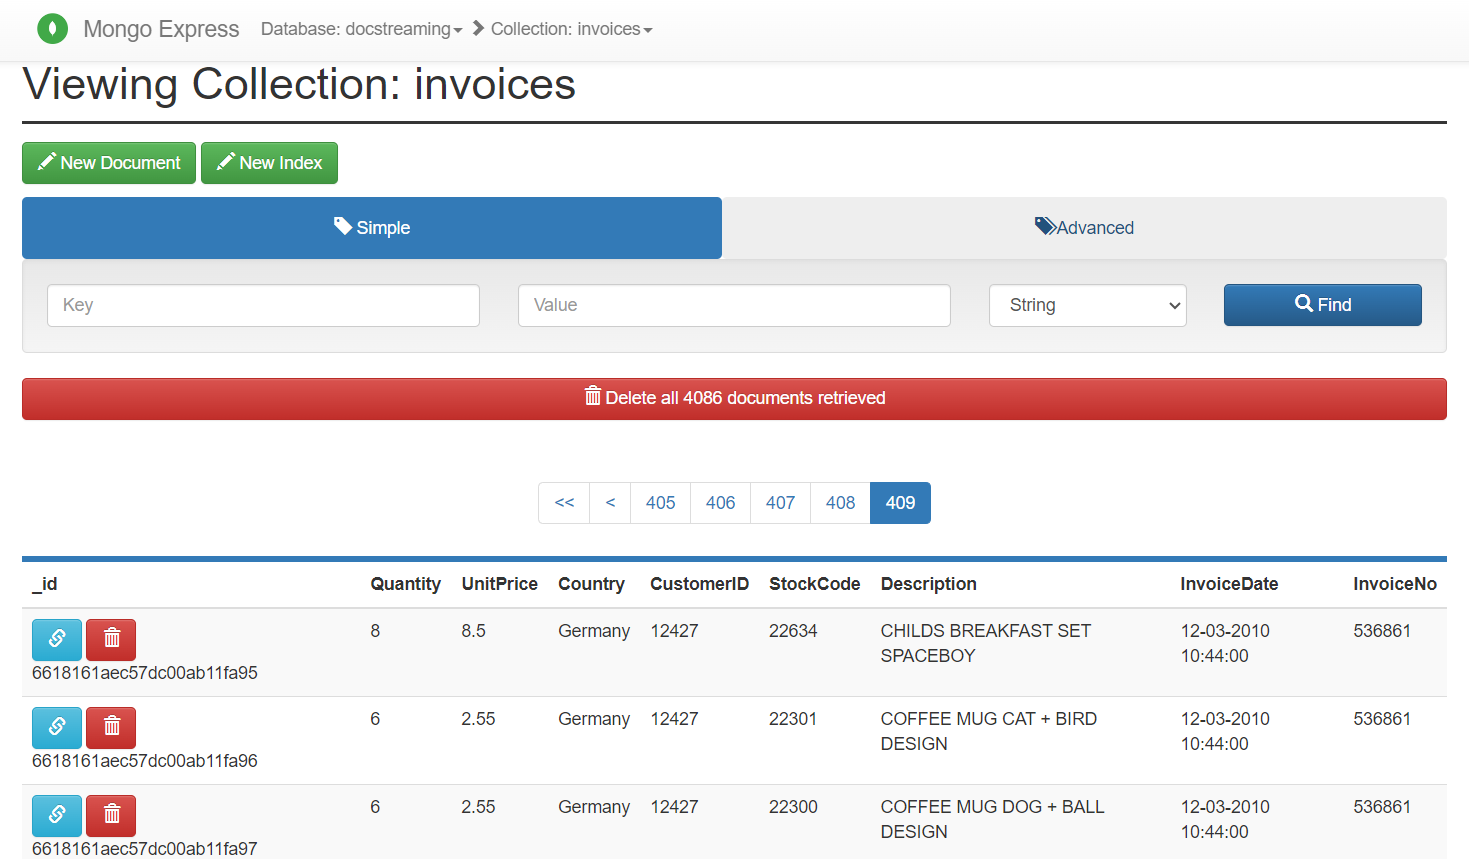 Mongo Express Database: docstreaming Collection: invoices
Viewing Collection: invoices
New Document New Index
Simple Advanced
Key Value String Find
Delete all 4086 documents retrieved
<< < 405 406 407 408 409
_id Quantity UnitPrice Country CustomerID StockCode Description InvoiceDate InvoiceNo
8 8.5 Germany 12427 22634 CHILDS BREAKFAST SET 12-03-2010 536861
SPACEBOY 10:44:00
6618161aec57dc00ab11fa95
6 2.55 Germany 12427 22301 COFFEE MUG CAT + BIRD 12-03-2010 536861
DESIGN 10:44:00
6618161aec57dc00ab11fa96
6 2.55 Germany 12427 22300 COFFEE MUG DOG + BALL 12-03-2010 536861
DESIGN 10:44:00
6618161aec57dc00ab11fa97